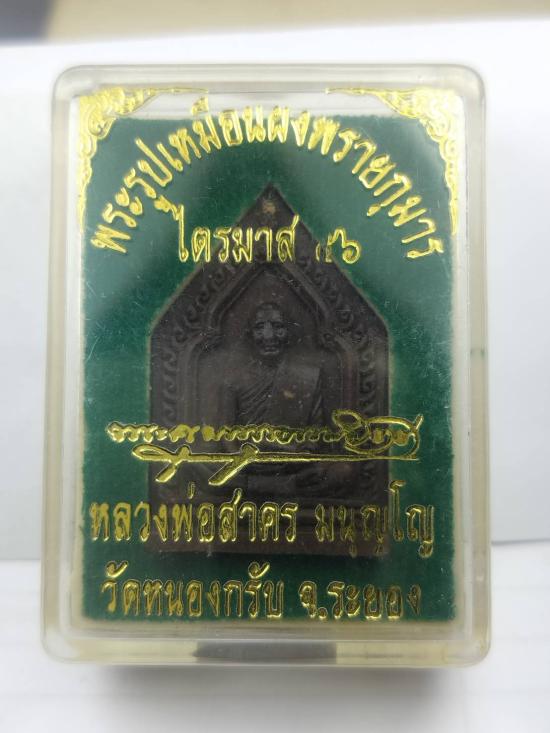 พระรูปเหมือนผงพรายกุมาร
ไตรมาส ๔๖
หลวงพ่อสาคร มนุญฺโญ
วัดหนองกรับ จ.ระยอง